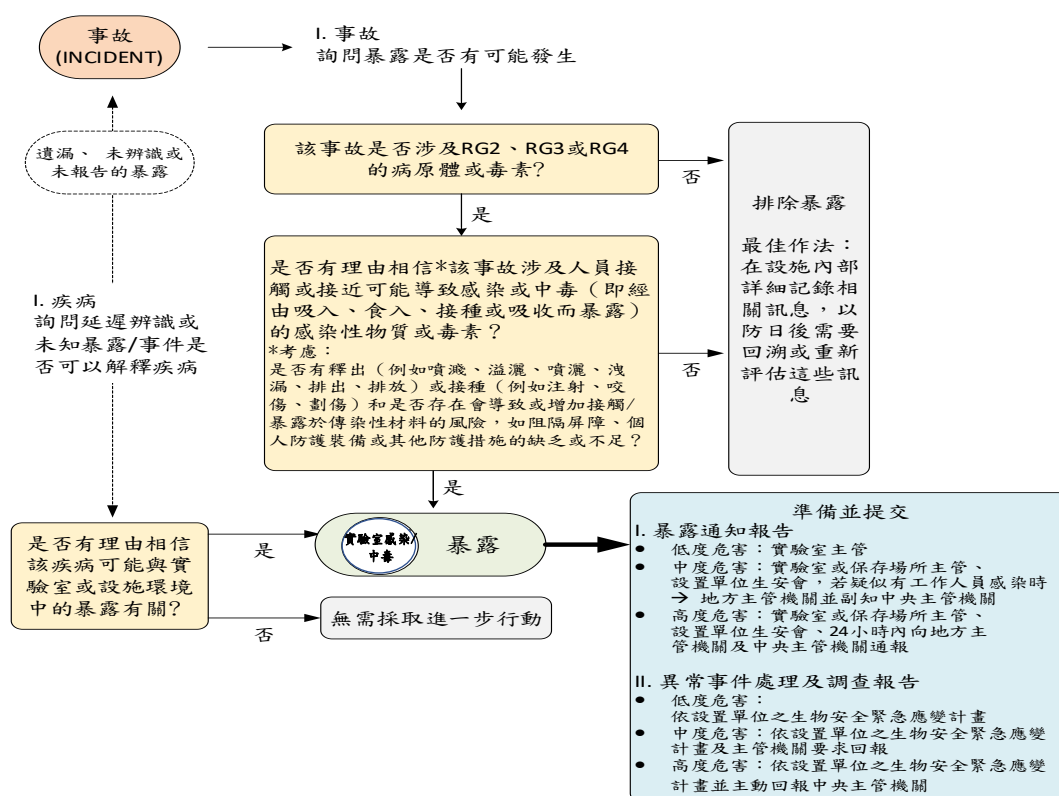 事故
(INCIDENT)
I. 事故
詢問暴露是否有可能發生
遺漏、 未辨識或
未報告的暴露
該事故是否涉及RG2、RG3或RG4
的病原體或毒素?
否
是
排除暴露
最佳作法：
在設施內部
詳細記錄相
關訊息，以
防日後需要
回溯或重新
評估這些訊
息
I. 疾病
詢問延遲辨識或
未知暴露/事件是
否可以解釋疾病
是否有理由相信*該事故涉及人員接
觸或接近可能導致感染或中毒（即經
由吸入、食入、接種或吸收而暴露）
的感染性物質或毒素？
*考慮：
是否有釋出（例如噴濺、溢灑、噴灑、洩
漏、排出、排放）或接種（例如注射、咬
傷、劃傷）和是否存在會導致或增加接觸/
暴露於傳染性材料的風險，如阻隔屏障、個
人防護裝備或其他防護措施的缺乏或不足？
否
是
是否有理由相信
該疾病可能與實
驗室或設施環境
中的暴露有關?
是
實驗室感染/
中毒
暴露
否
無需採取進一步行動
準備並提交
I. 暴露通知報告
• 低度危害：實驗室主管
• 中度危害：實驗室或保存場所主管、
設置單位生安會，若疑似有工作人員感染時
→ 地方主管機關並副知中央主管機關
• 高度危害：實驗室或保存場所主管、
設置單位生安會、24小時內向地方主
管機關及中央主管機關通報
II. 異常事件處理及調查報告
• 低度危害：
依設置單位之生物安全緊急應變計畫
• 中度危害：依設置單位之生物安全緊急應變
計畫及主管機關要求回報
• 高度危害：依設置單位之生物安全緊急應變
計畫並主動回報中央主管機關